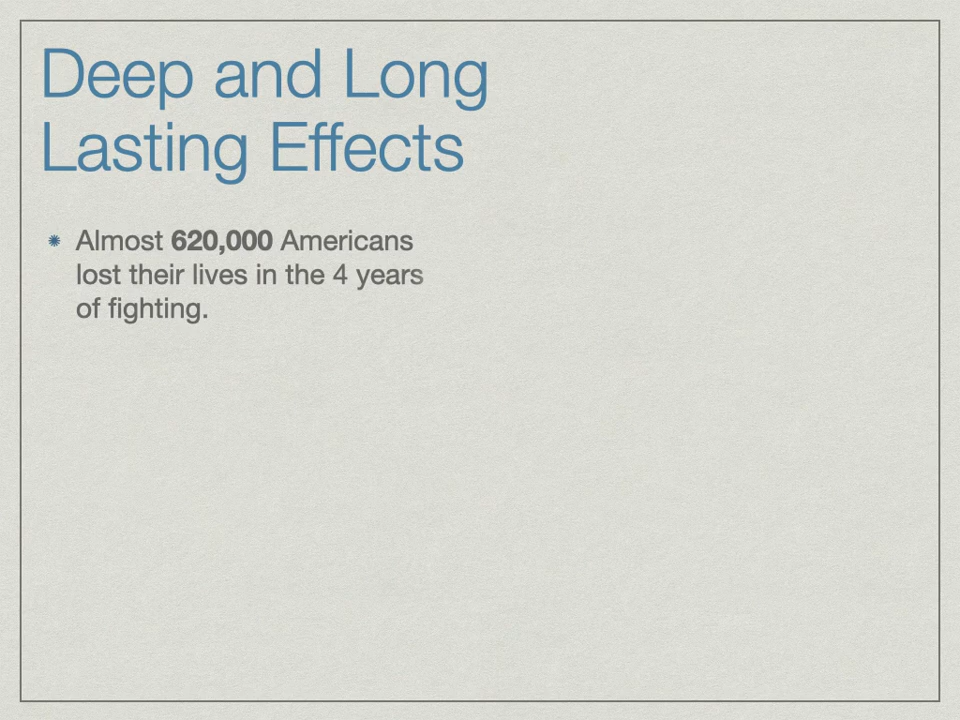 Deep and Long
Lasting Effects
Almost 620,000 Americans
lost their lives in the 4 years
of fighting.